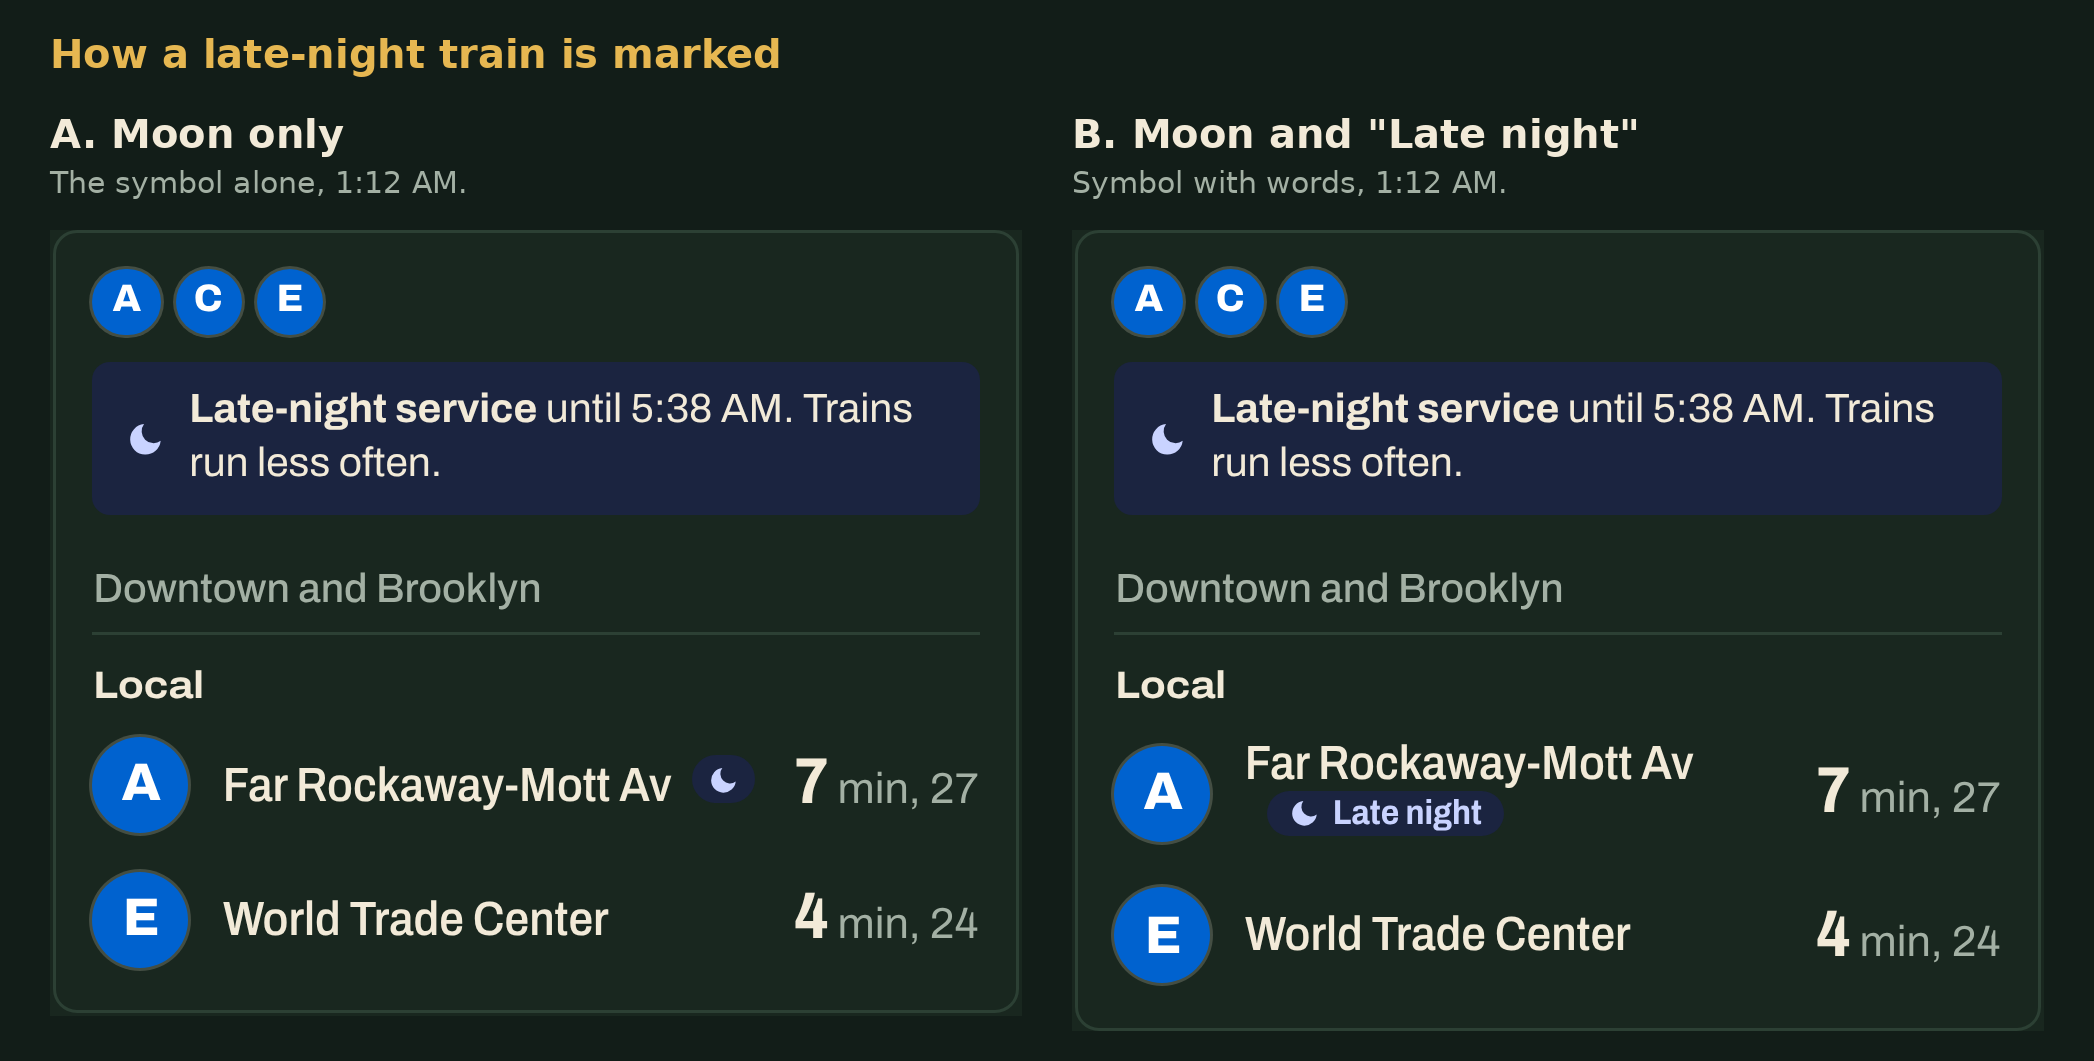 How a late-night train is marked
A. Moon only
The symbol alone, 1:12 AM.
A C E
Late-night service until 5:38 AM. Trains
run less often.
Downtown and Brooklyn
Local
A Far Rockaway-Mott Av 7 min, 27
E World Trade Center 4 min, 24
B. Moon and "Late night"
Symbol with words, 1:12 AM.
A C E
Late-night service until 5:38 AM. Trains
run less often.
Downtown and Brooklyn
Local
A Far Rockaway-Mott Av 7 min, 27
Late night
E World Trade Center 4 min, 24